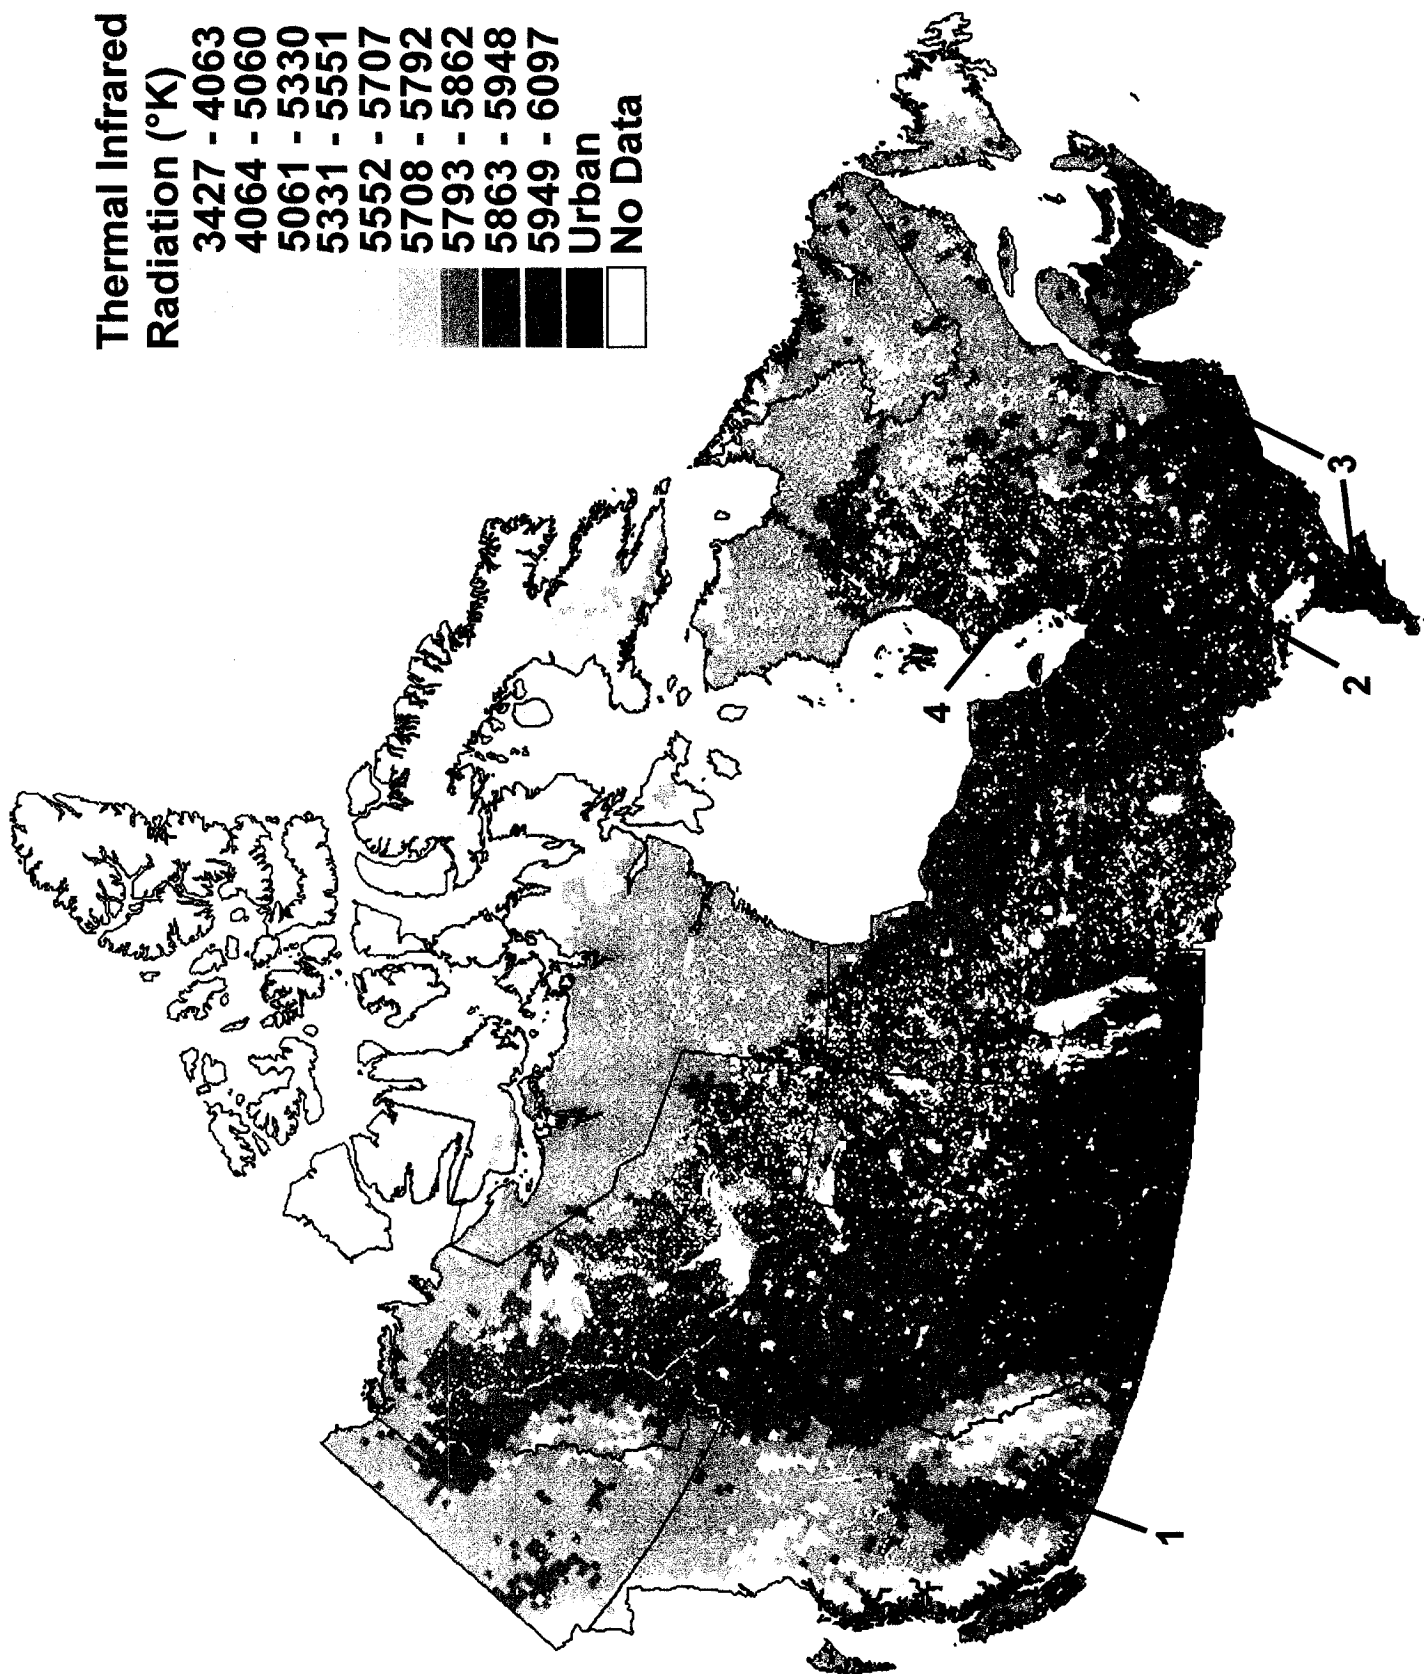 Thermal Infrared
Radiation (°K)
3427 - 4063
4064 - 5060
5061 - 5330
5331 - 5551
5552 - 5707
5708 - 5792
5793 - 5862
5863 - 5948
5949 - 6097
Urban
No Data
1
2
3
4